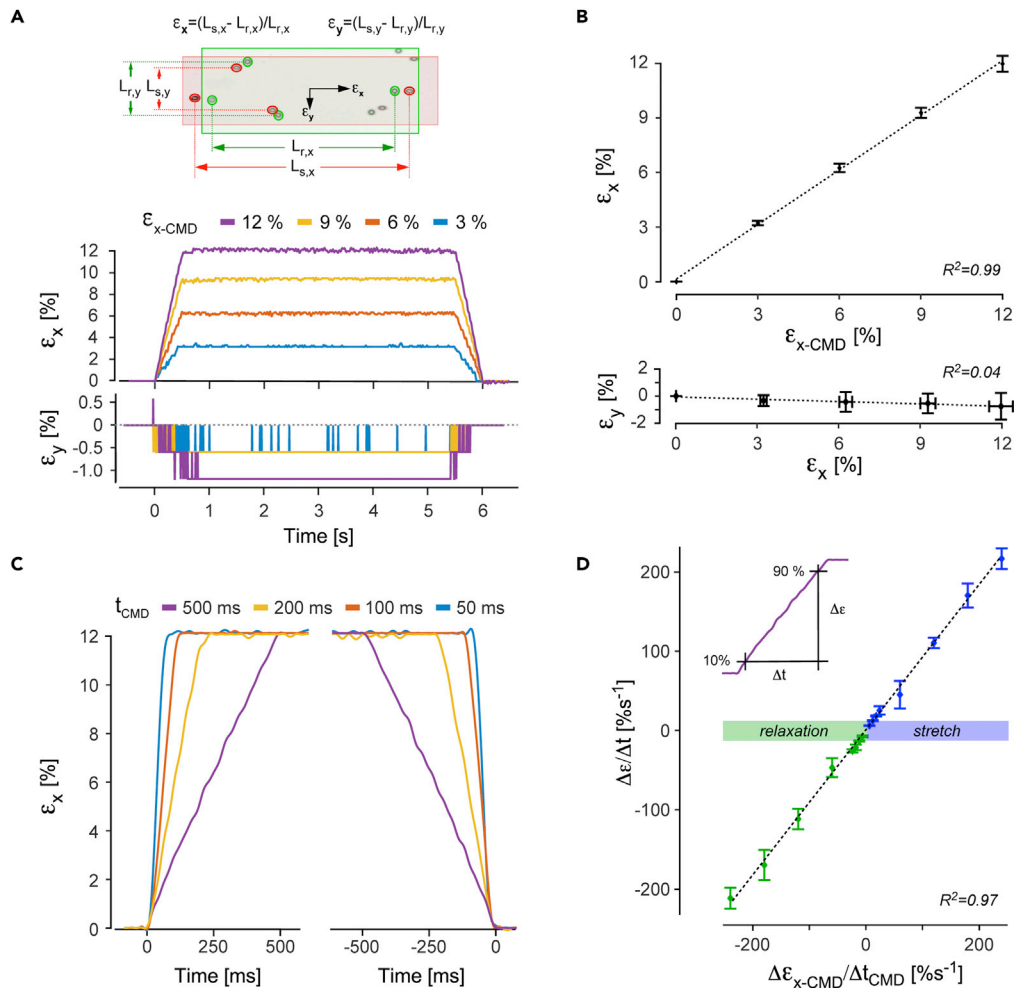 A
εx=(Ls,x- Lr,x)/Lr,x
εy=(Ls,y- Lr,y)/Lr,y
Lr,y
Ls,y
εx
εy
Lr,x
Ls,x
εx-CMD
12 %
9 %
6 %
3 %
12
10
8
6
4
2
0
εx [%]
0.5
0
-0.5
-1.0
εy [%]
0
1
2
3
4
5
6
Time [s]
B
12
9
6
3
0
εx [%]
R²=0.99
0
3
6
9
12
εx-CMD [%]
R²=0.04
0
-2
εy [%]
0
3
6
9
12
εx [%]
C
tCMD
500 ms
200 ms
100 ms
50 ms
12
10
8
6
4
2
0
εx [%]
0
250
500
-500
-250
0
Time [ms]
Time [ms]
D
200
100
0
-100
-200
Δε/Δt [%s⁻¹]
90 %
Δε
10%
Δt
relaxation
stretch
R²=0.97
-200
0
200
Δεx-CMD/ΔtCMD [%s⁻¹]